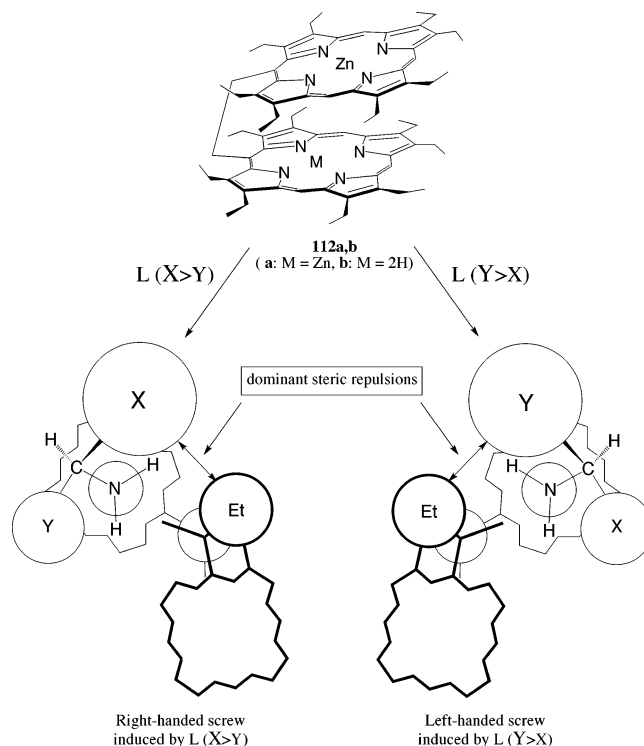 N
Zn
N
N
N
N
N
M
N
N
112a,b
( a: M = Zn, b: M = 2H)
L (X>Y)
L (Y>X)
dominant steric repulsions
X
Y
H
C
H
N
H
Y
Et
H
H
C
N
H
X
Et
Right-handed screw
induced by L (X>Y)
Left-handed screw
induced by L (Y>X)